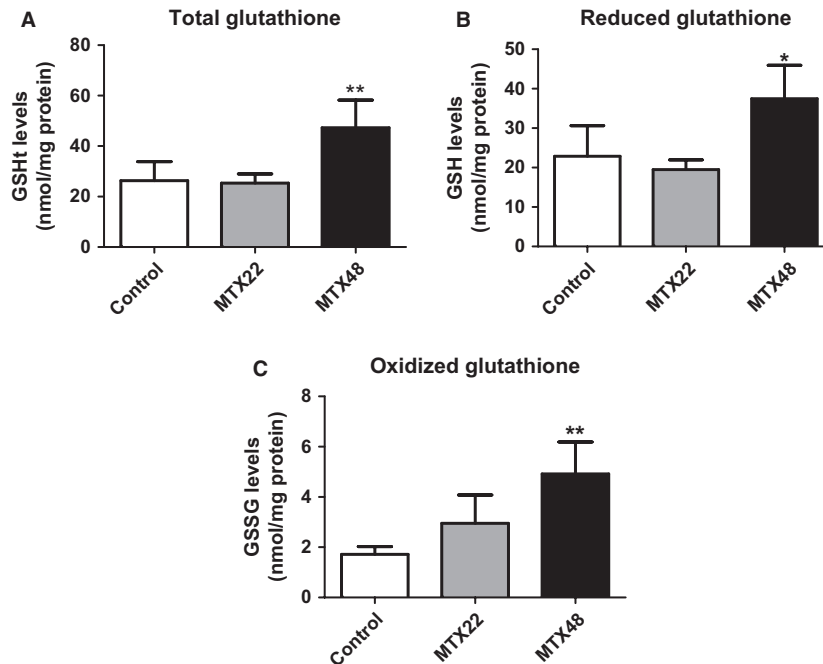 A
Total glutathione
GSHt levels
(nmol/mg protein)
80
60
40
20
0
**
Control
MTX22
MTX48
B
Reduced glutathione
GSH levels
(nmol/mg protein)
50
40
30
20
10
0
*
Control
MTX22
MTX48
C
Oxidized glutathione
GSSG levels
(nmol/mg protein)
8
6
4
2
0
**
Control
MTX22
MTX48